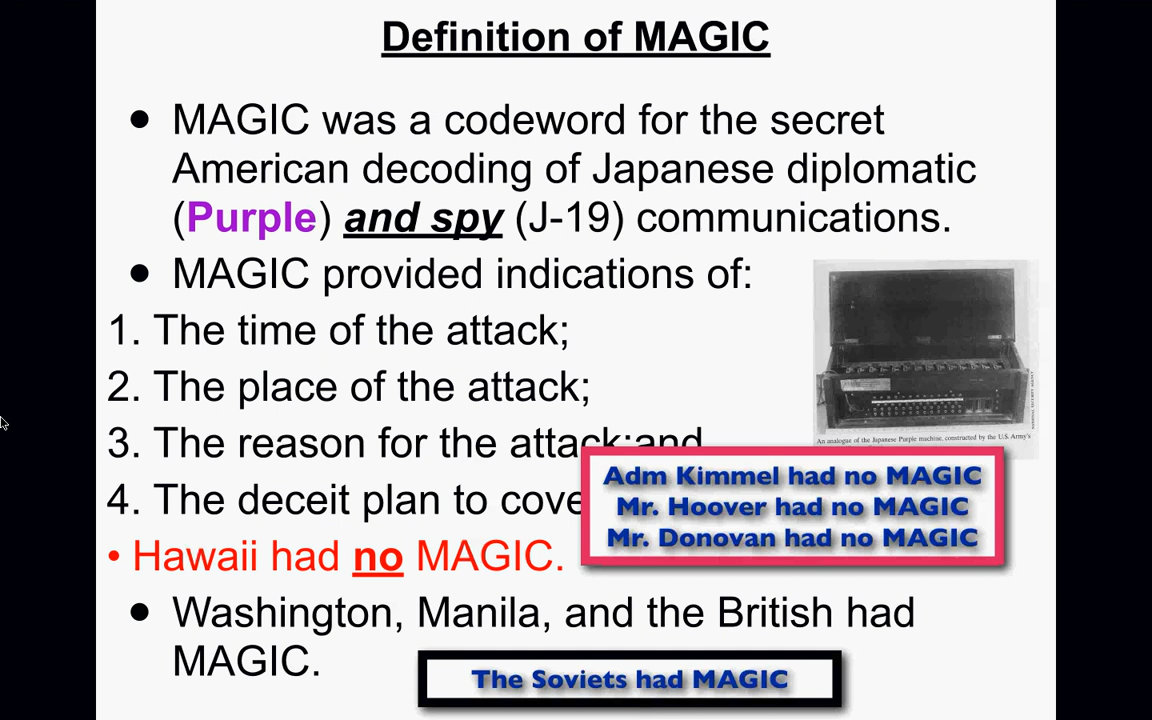 Definition of MAGIC
• MAGIC was a codeword for the secret
American decoding of Japanese diplomatic
(Purple) and spy (J-19) communications.
• MAGIC provided indications of:
1. The time of the attack;
2. The place of the attack;
3. The reason for the attack;and
4. The deceit plan to cove
An analogue of the Japanese Purple machine, constructed by the U.S. Army's
Adm Kimmel had no MAGIC
Mr. Hoover had no MAGIC
Mr. Donovan had no MAGIC
• Hawaii had no MAGIC.
• Washington, Manila, and the British had
MAGIC.
The Soviets had MAGIC